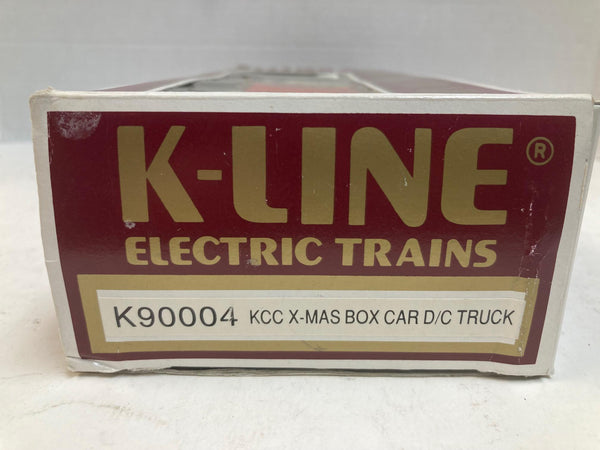 K-LINE®
ELECTRIC TRAINS
K90004 KCC X-MAS BOX CAR D/C TRUCK